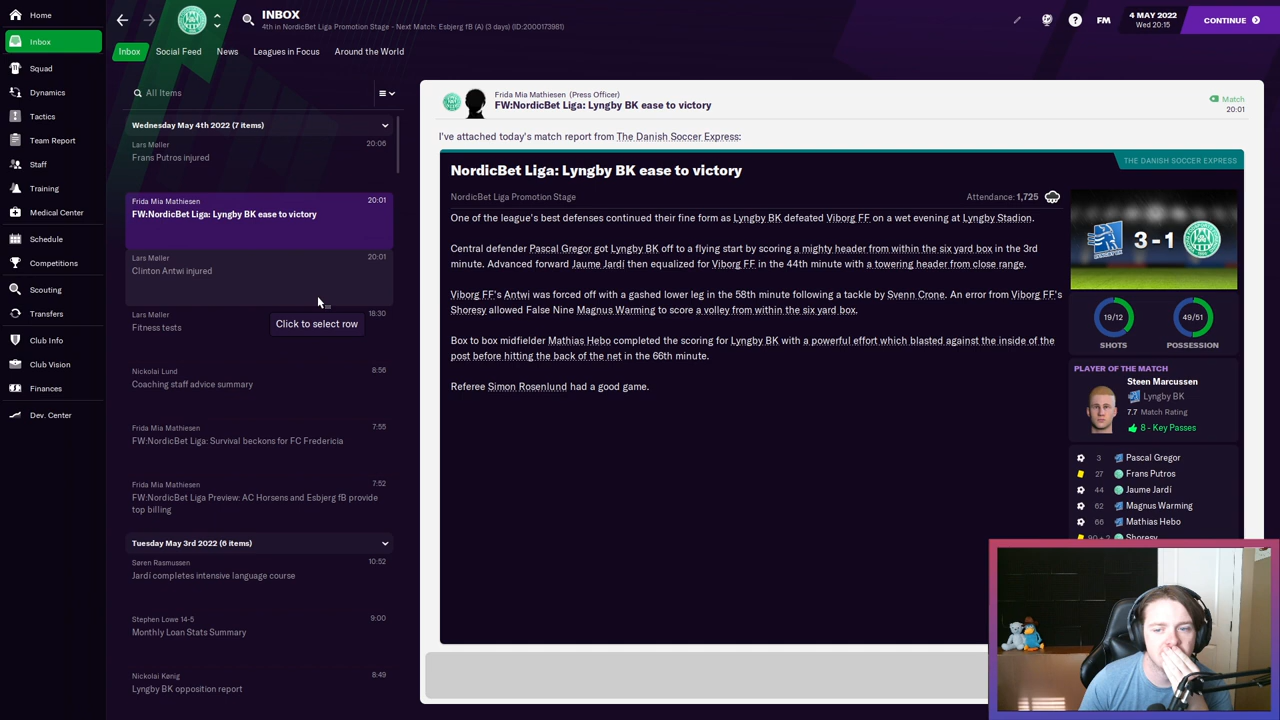 Home
Inbox
Squad
Dynamics
Tactics
Team Report
Staff
Training
Medical Center
Schedule
Competitions
Scouting
Transfers
Club Info
Club Vision
Finances
Dev. Center
INBOX
4th in NordicBet Liga Promotion Stage - Next Match: Esbjerg fB (A) (3 days) (ID:2000173981)
FM
4 MAY 2022
Wed 20:15
CONTINUE
Inbox
Social Feed
News
Leagues in Focus
Around the World
All Items
Wednesday May 4th 2022 (7 items)
Lars Møller
20:06
Frans Putros injured
Frida Mia Mathiesen
20:01
FW:NordicBet Liga: Lyngby BK ease to victory
Lars Møller
20:01
Clinton Antwi injured
Lars Møller
18:30
Fitness tests
Click to select row
Nickolai Lund
8:56
Coaching staff advice summary
Frida Mia Mathiesen
7:55
FW:NordicBet Liga: Survival beckons for FC Fredericia
Frida Mia Mathiesen
7:52
FW:NordicBet Liga Preview: AC Horsens and Esbjerg fB provide
top billing
Tuesday May 3rd 2022 (6 items)
Søren Rasmussen
10:52
Jardí completes intensive language course
Stephen Lowe 14-5
9:00
Monthly Loan Stats Summary
Nickolai Kønig
8:49
Lyngby BK opposition report
Frida Mia Mathiesen (Press Officer)
FW:NordicBet Liga: Lyngby BK ease to victory
Match
20:01
I've attached today's match report from The Danish Soccer Express:
THE DANISH SOCCER EXPRESS
NordicBet Liga: Lyngby BK ease to victory
NordicBet Liga Promotion Stage
Attendance: 1,725
One of the league's best defenses continued their fine form as Lyngby BK defeated Viborg FF on a wet evening at Lyngby Stadion.
Central defender Pascal Gregor got Lyngby BK off to a flying start by scoring a mighty header from within the six yard box in the 3rd
minute. Advanced forward Jaume Jardí then equalized for Viborg FF in the 44th minute with a towering header from close range.
Viborg FF's Antwi was forced off with a gashed lower leg in the 58th minute following a tackle by Svenn Crone. An error from Viborg FF's
Shoresy allowed False Nine Magnus Warming to score a volley from within the six yard box.
Box to box midfielder Mathias Hebo completed the scoring for Lyngby BK with a powerful effort which blasted against the inside of the
post before hitting the back of the net in the 66th minute.
Referee Simon Rosenlund had a good game.
3 - 1
19/12
SHOTS
49/51
POSSESSION
PLAYER OF THE MATCH
Steen Marcussen
Lyngby BK
7.7 Match Rating
8 - Key Passes
3 Pascal Gregor
27 Frans Putros
44 Jaume Jardí
62 Magnus Warming
66 Mathias Hebo
90 + 2 Shoresy